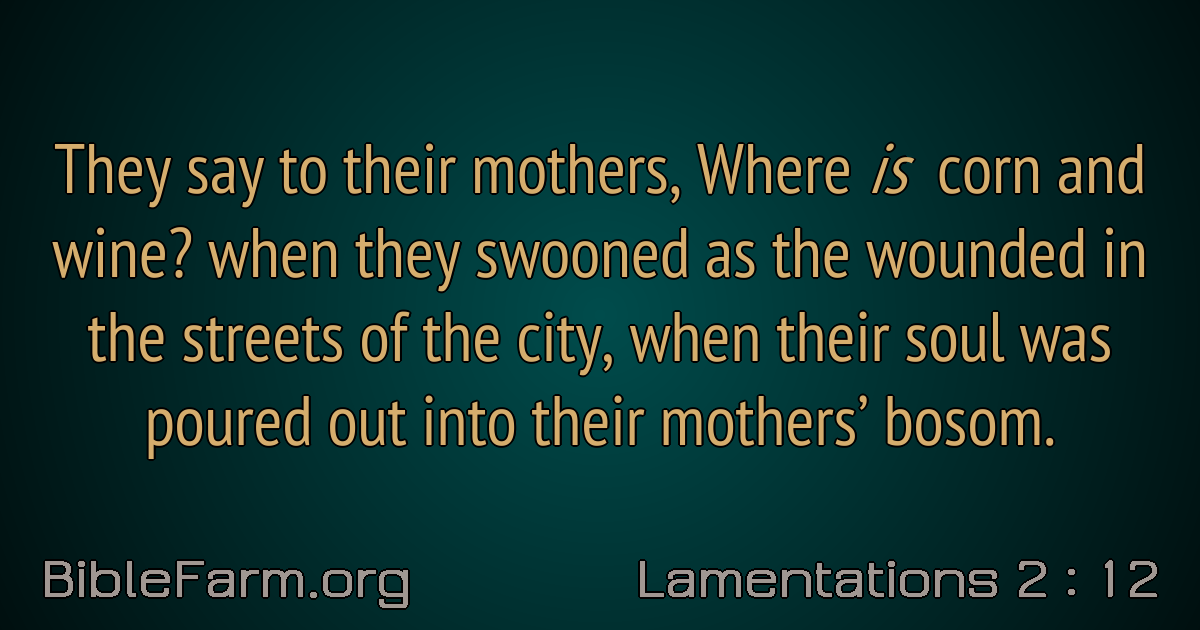 They say to their mothers, Where is corn and
wine? when they swooned as the wounded in
the streets of the city, when their soul was
poured out into their mothers’ bosom.
BibleFarm.org
Lamentations 2 : 12